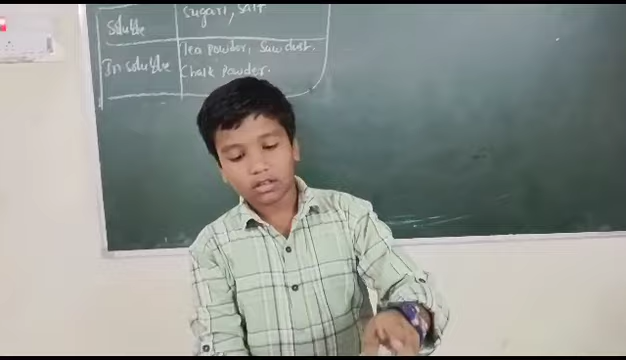 Soluble sugar, salt
Insoluble Tea powder, Saw dust.
Chalk powder.